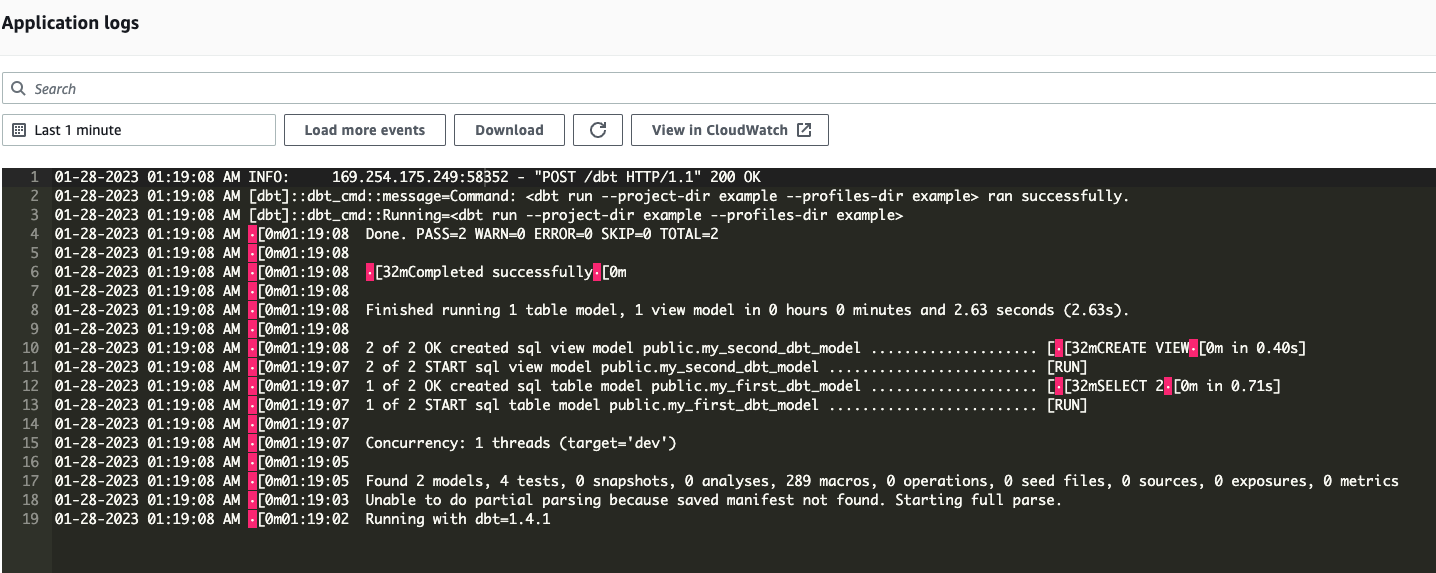 Application logs
Search
Last 1 minute Load more events Download View in CloudWatch
1 01-28-2023 01:19:08 AM INFO:     169.254.175.249:58352 - "POST /dbt HTTP/1.1" 200 OK
2 01-28-2023 01:19:08 AM [dbt]::dbt_cmd::message=Command: <dbt run --project-dir example --profiles-dir example> ran successfully.
3 01-28-2023 01:19:08 AM [dbt]::dbt_cmd::Running=<dbt run --project-dir example --profiles-dir example>
4 01-28-2023 01:19:08 AM ·[0m01:19:08  Done. PASS=2 WARN=0 ERROR=0 SKIP=0 TOTAL=2
5 01-28-2023 01:19:08 AM ·[0m01:19:08
6 01-28-2023 01:19:08 AM ·[0m01:19:08  ·[32mCompleted successfully·[0m
7 01-28-2023 01:19:08 AM ·[0m01:19:08
8 01-28-2023 01:19:08 AM ·[0m01:19:08  Finished running 1 table model, 1 view model in 0 hours 0 minutes and 2.63 seconds (2.63s).
9 01-28-2023 01:19:08 AM ·[0m01:19:08
10 01-28-2023 01:19:08 AM ·[0m01:19:08  2 of 2 OK created sql view model public.my_second_dbt_model .................... [·[32mCREATE VIEW·[0m in 0.40s]
11 01-28-2023 01:19:08 AM ·[0m01:19:07  2 of 2 START sql view model public.my_second_dbt_model ......................... [RUN]
12 01-28-2023 01:19:08 AM ·[0m01:19:07  1 of 2 OK created sql table model public.my_first_dbt_model .................... [·[32mSELECT 2·[0m in 0.71s]
13 01-28-2023 01:19:08 AM ·[0m01:19:07  1 of 2 START sql table model public.my_first_dbt_model ......................... [RUN]
14 01-28-2023 01:19:08 AM ·[0m01:19:07
15 01-28-2023 01:19:08 AM ·[0m01:19:07  Concurrency: 1 threads (target='dev')
16 01-28-2023 01:19:08 AM ·[0m01:19:05
17 01-28-2023 01:19:08 AM ·[0m01:19:05  Found 2 models, 4 tests, 0 snapshots, 0 analyses, 289 macros, 0 operations, 0 seed files, 0 sources, 0 exposures, 0 metrics
18 01-28-2023 01:19:08 AM ·[0m01:19:03  Unable to do partial parsing because saved manifest not found. Starting full parse.
19 01-28-2023 01:19:08 AM ·[0m01:19:02  Running with dbt=1.4.1